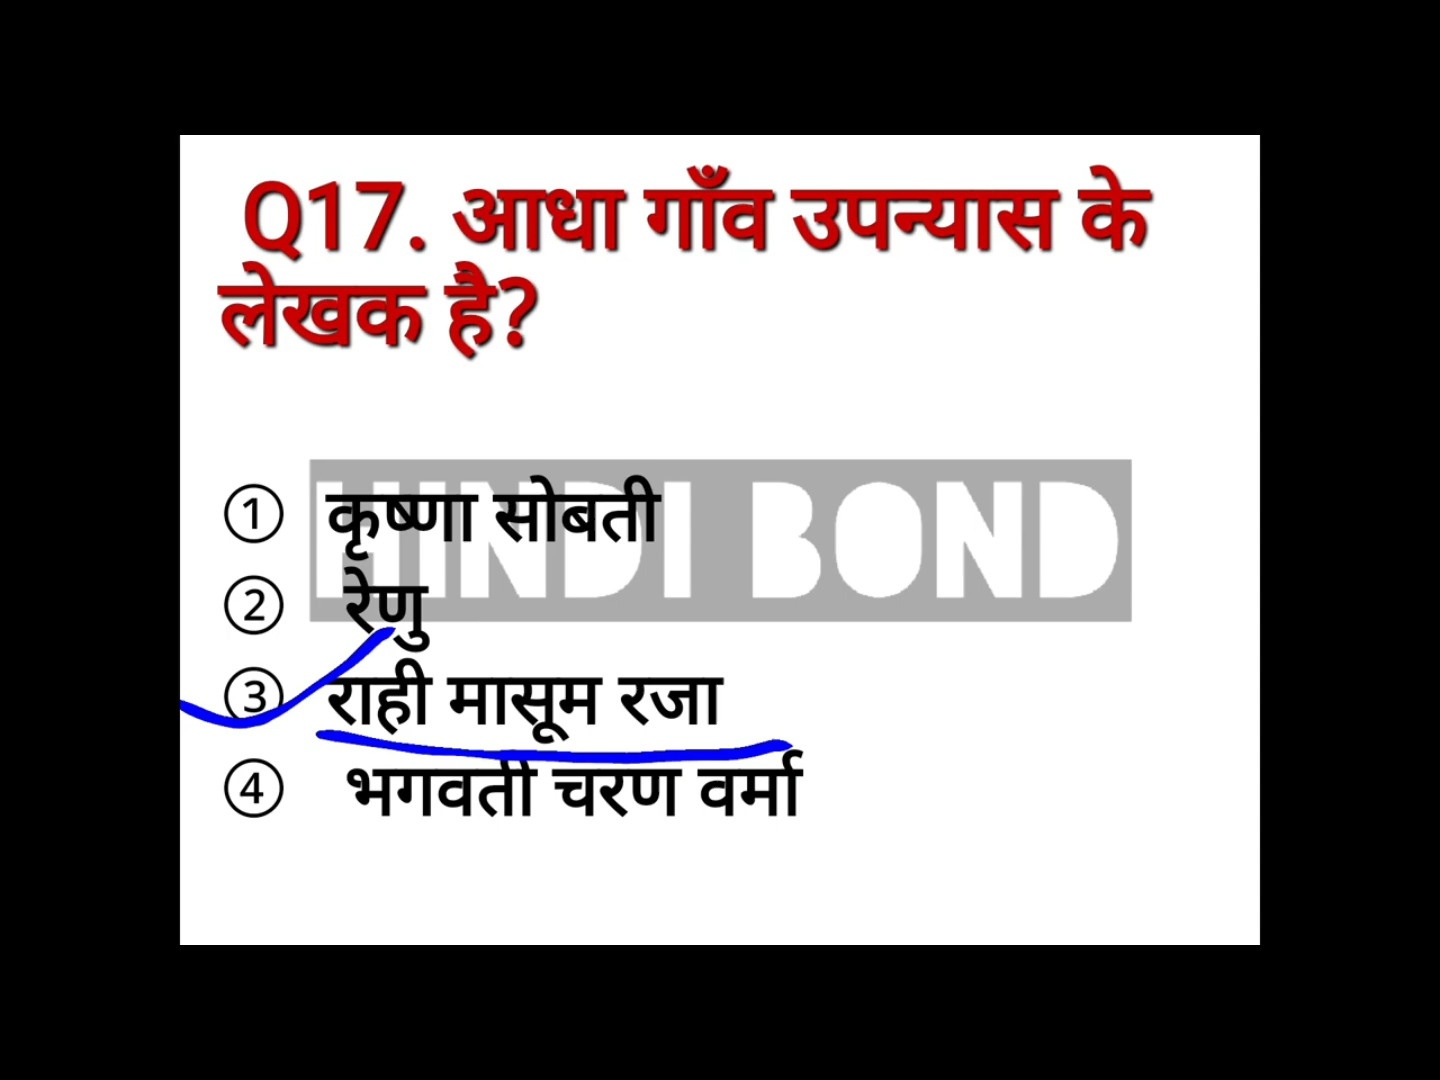 Q17. आधा गाँव उपन्यास के
लेखक है?
HINDI BOND
① कृष्णा सोबती
② रेणु
③ राही मासूम रजा
④ भगवती चरण वर्मा